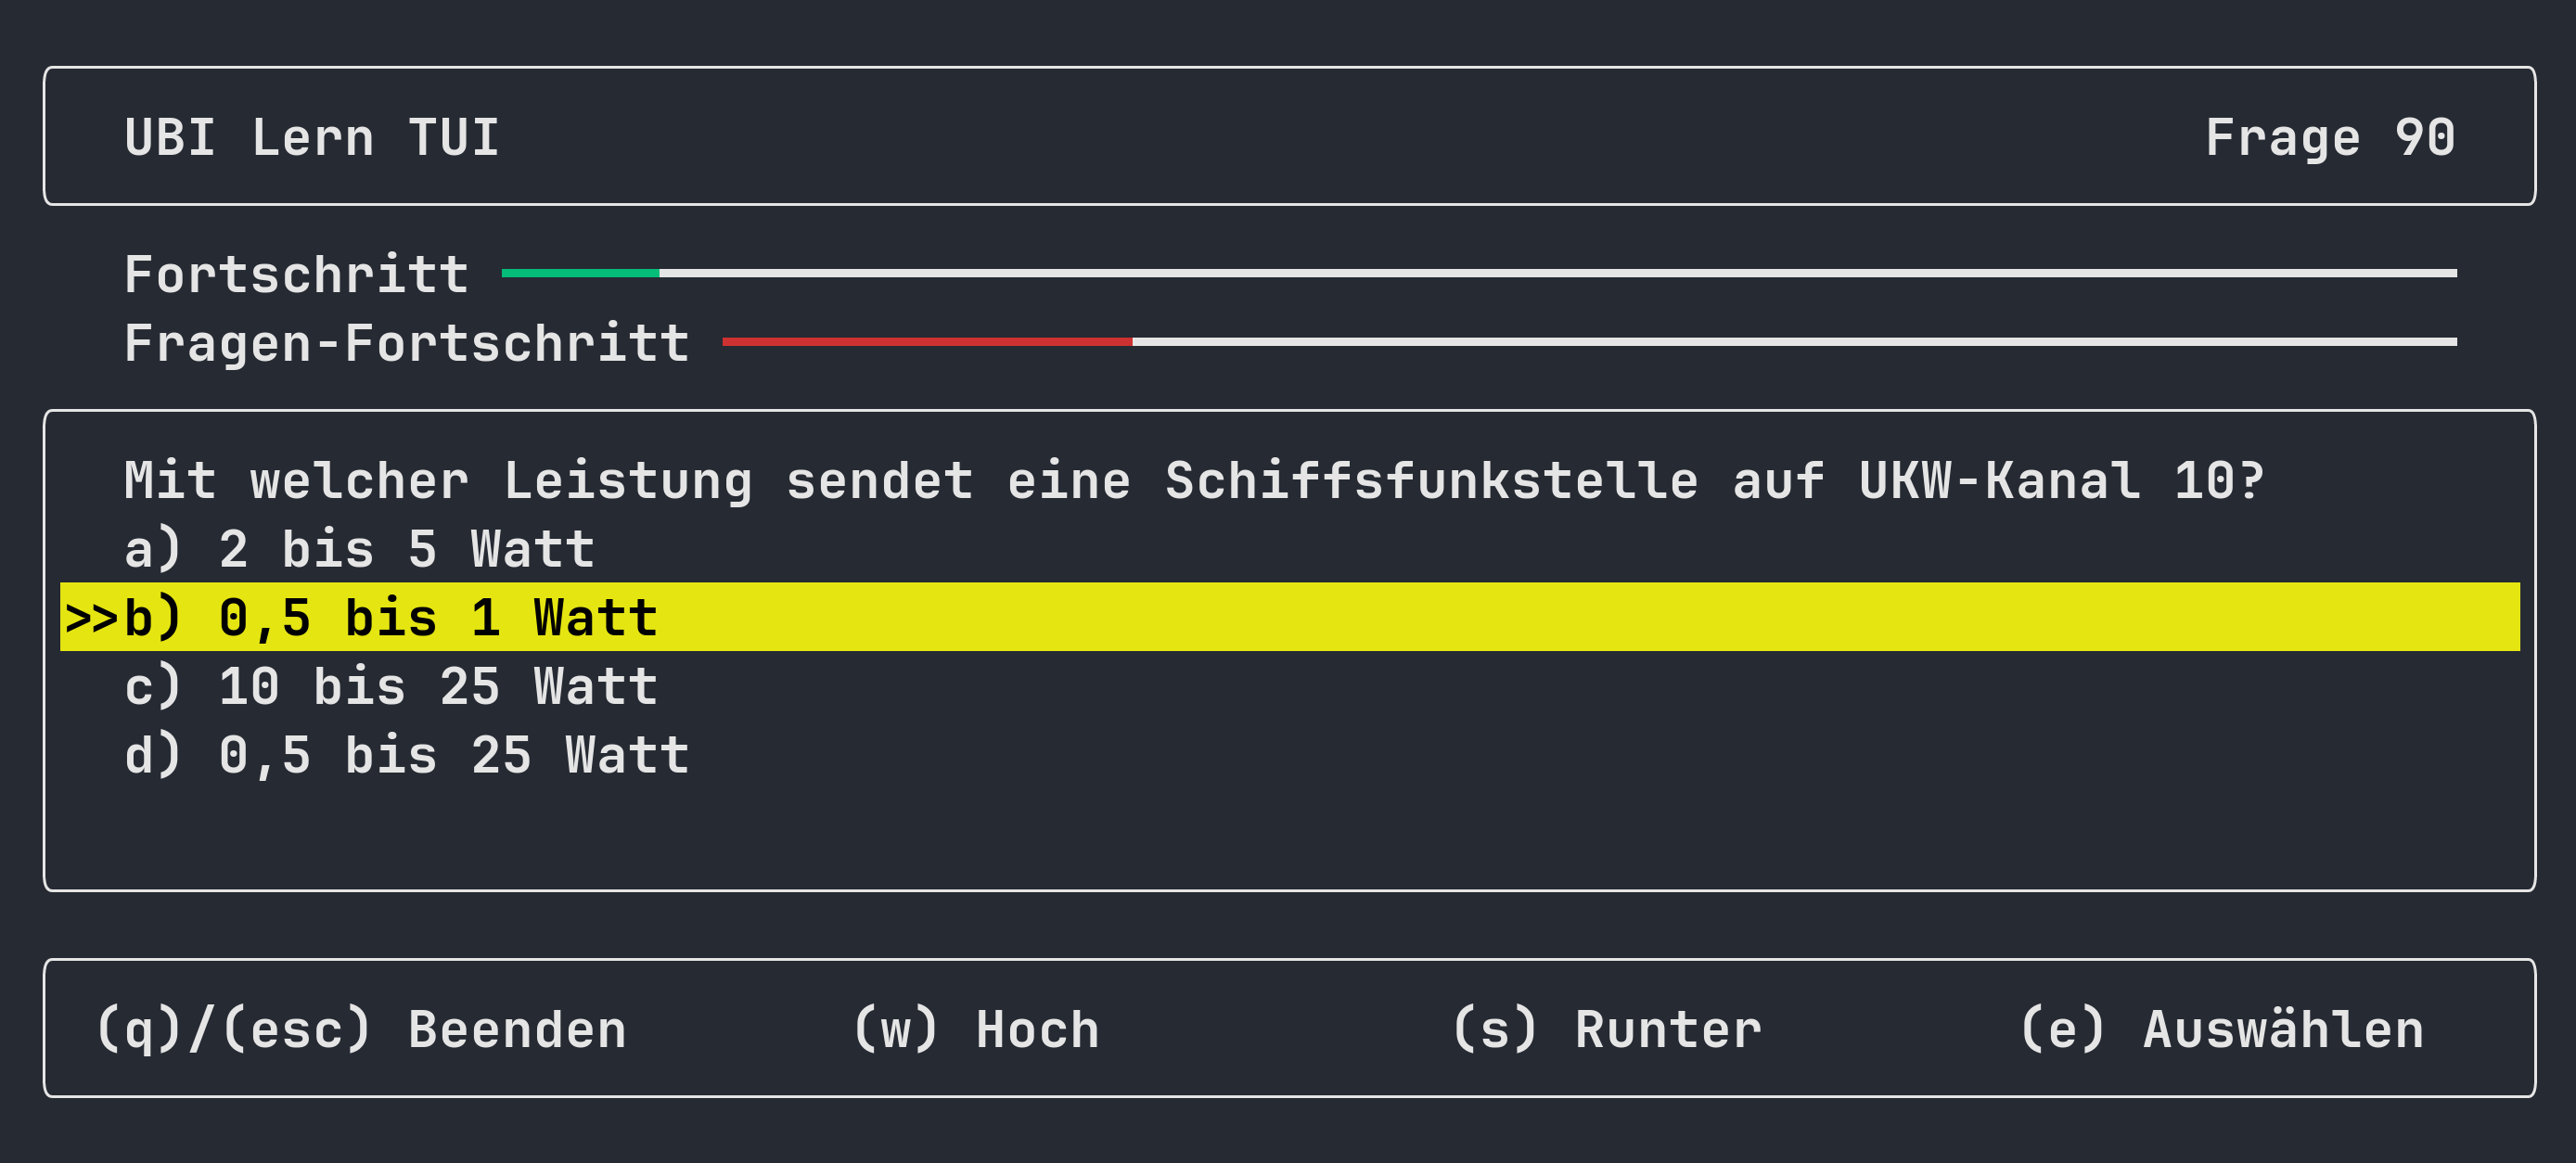 UBI Lern TUI Frage 90
Fortschritt
Fragen-Fortschritt
Mit welcher Leistung sendet eine Schiffsfunkstelle auf UKW-Kanal 10?
a) 2 bis 5 Watt
>>b) 0,5 bis 1 Watt
c) 10 bis 25 Watt
d) 0,5 bis 25 Watt
(q)/(esc) Beenden (w) Hoch (s) Runter (e) Auswählen